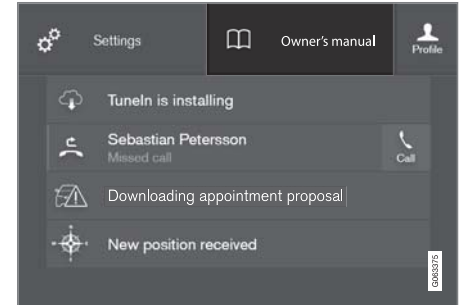 Settings
Owner's manual
Profile
TuneIn is installing
Sebastian Petersson
Missed call
Call
Downloading appointment proposal
New position received
G063375